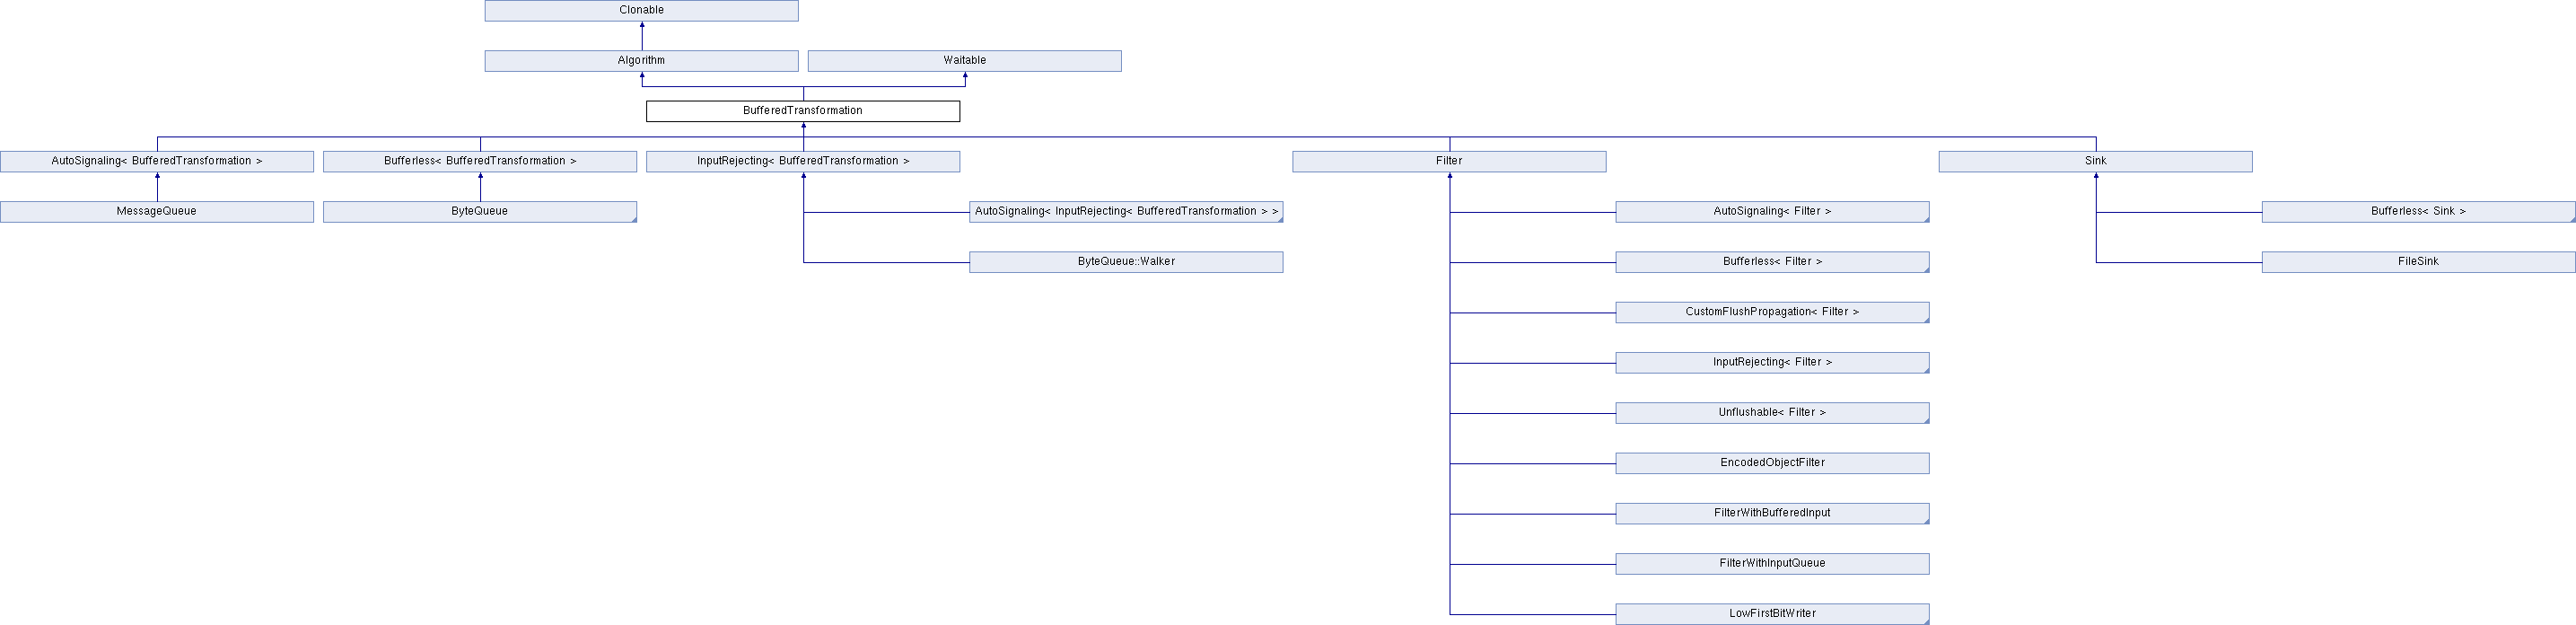 Clonable
Algorithm
Waitable
BufferedTransformation
AutoSignaling< BufferedTransformation >
Bufferless< BufferedTransformation >
InputRejecting< BufferedTransformation >
Filter
Sink
MessageQueue
ByteQueue
AutoSignaling< InputRejecting< BufferedTransformation > >
AutoSignaling< Filter >
Bufferless< Sink >
ByteQueue::Walker
Bufferless< Filter >
FileSink
CustomFlushPropagation< Filter >
InputRejecting< Filter >
Unflushable< Filter >
EncodedObjectFilter
FilterWithBufferedInput
FilterWithInputQueue
LowFirstBitWriter